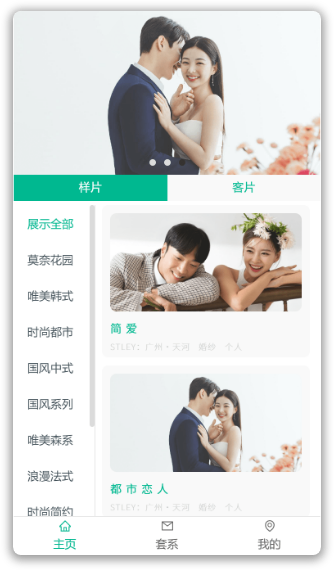 样片
客片
展示全部
莫奈花园
唯美韩式
时尚都市
国风中式
国风系列
唯美森系
浪漫法式
时尚简约
简 爱
STLEY: 广州·天河 婚纱 个人
都 市 恋 人
STLEY: 广州·天河 婚纱 个人
主页
套系
我的